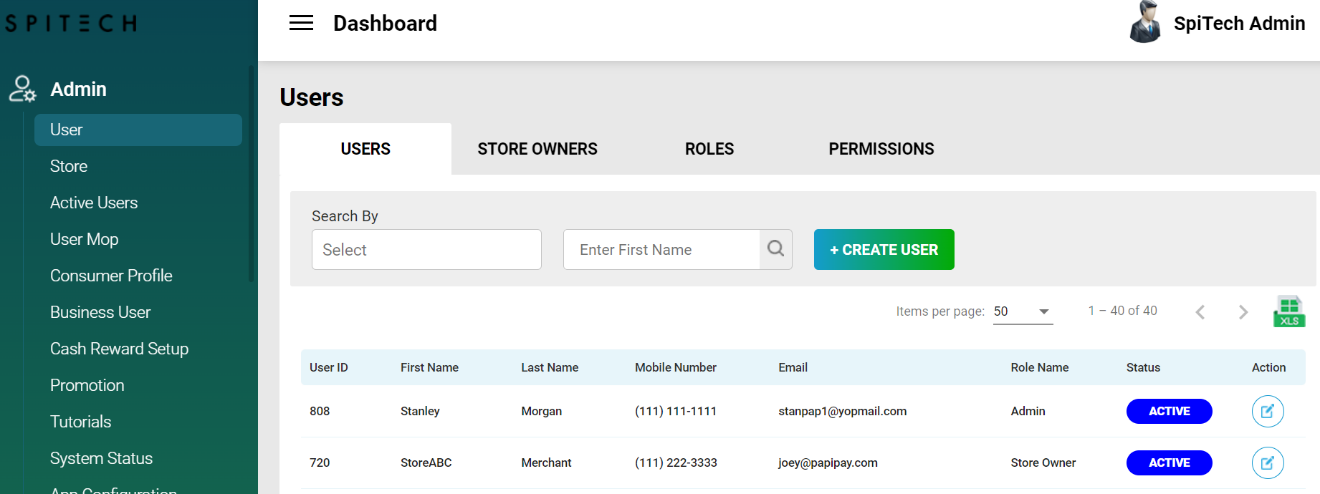 SPITECH
Dashboard
SpiTech Admin
Admin
User
Store
Active Users
User Mop
Consumer Profile
Business User
Cash Reward Setup
Promotion
Tutorials
System Status
App Configuration
Users
USERS STORE OWNERS ROLES PERMISSIONS
Search By
Select
Enter First Name
+ CREATE USER
Items per page: 50 1 – 40 of 40
XLS
User ID First Name Last Name Mobile Number Email Role Name Status Action
808 Stanley Morgan (111) 111-1111 stanpap1@yopmail.com Admin ACTIVE
720 StoreABC Merchant (111) 222-3333 joey@papipay.com Store Owner ACTIVE